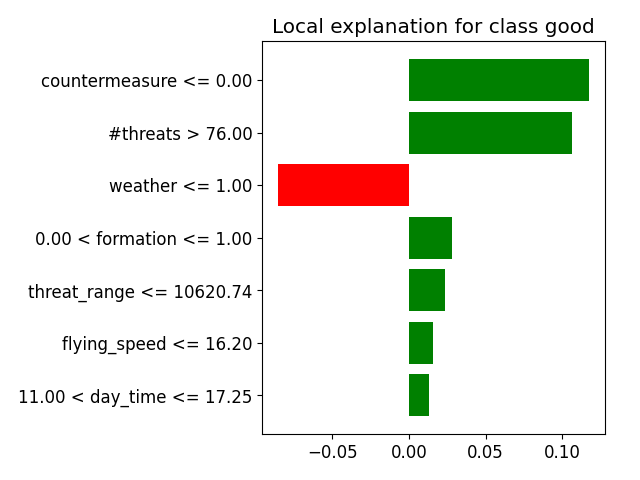 Local explanation for class good
countermeasure <= 0.00
#threats > 76.00
weather <= 1.00
0.00 < formation <= 1.00
threat_range <= 10620.74
flying_speed <= 16.20
11.00 < day_time <= 17.25
−0.05 0.00 0.05 0.10